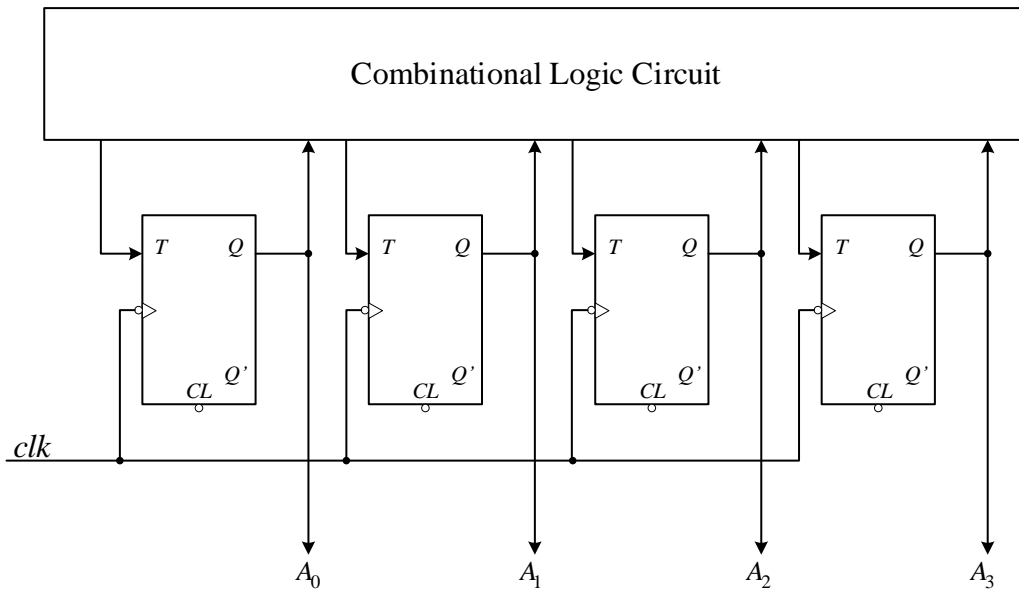 Combinational Logic Circuit
T Q T Q T Q T Q
Q’ Q’ Q’ Q’
CL CL CL CL
clk
A0 A1 A2 A3